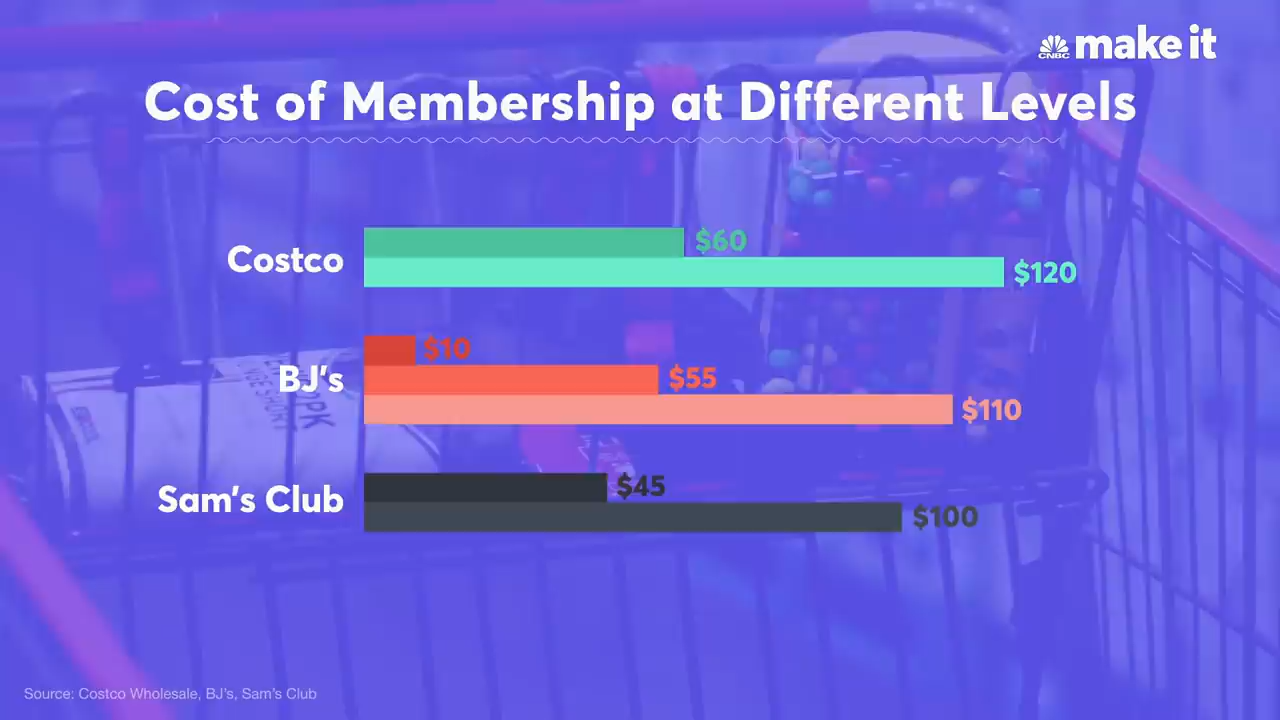 CNBC make it
Cost of Membership at Different Levels
Costco
$60
$120
BJ's
$10
$55
$110
Sam's Club
$45
$100
Source: Costco Wholesale, BJ's, Sam's Club